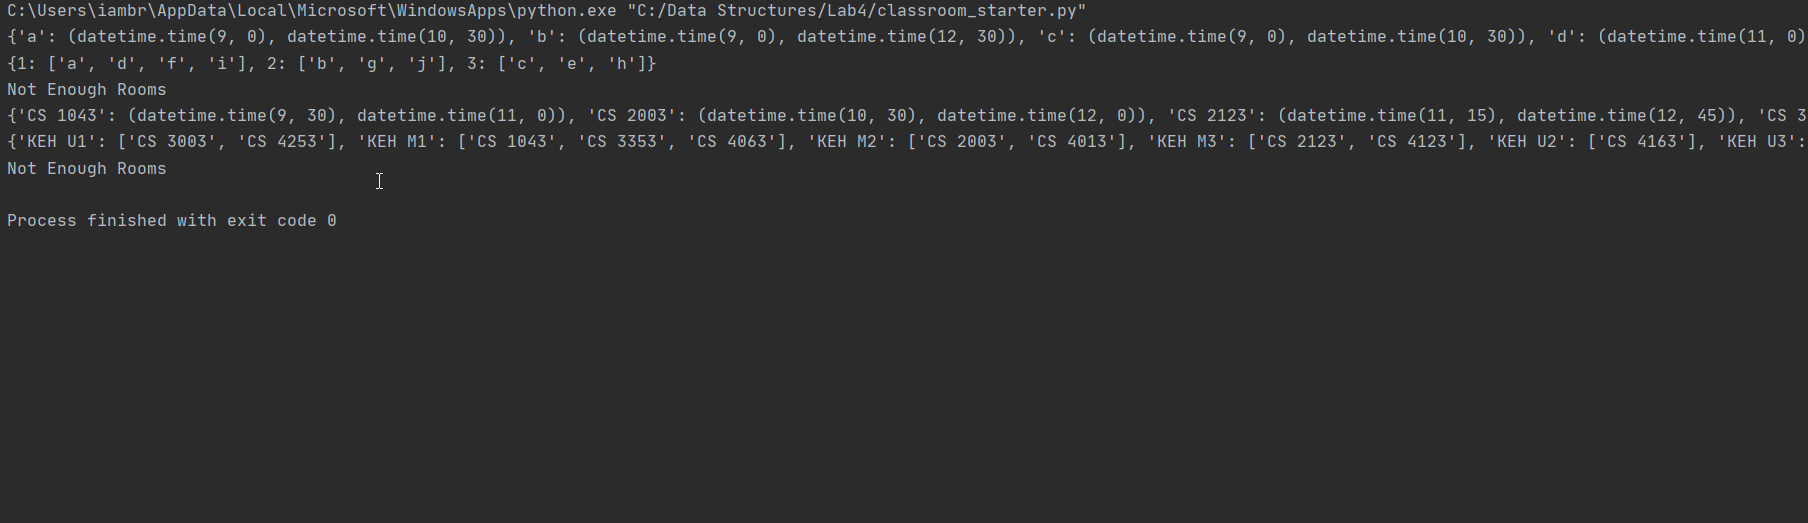 C:\Users\iambr\AppData\Local\Microsoft\WindowsApps\python.exe "C:/Data Structures/Lab4/classroom_starter.py"
{'a': (datetime.time(9, 0), datetime.time(10, 30)), 'b': (datetime.time(9, 0), datetime.time(12, 30)), 'c': (datetime.time(9, 0), datetime.time(10, 30)), 'd': (datetime.time(11, 0)
{1: ['a', 'd', 'f', 'i'], 2: ['b', 'g', 'j'], 3: ['c', 'e', 'h']}
Not Enough Rooms
{'CS 1043': (datetime.time(9, 30), datetime.time(11, 0)), 'CS 2003': (datetime.time(10, 30), datetime.time(12, 0)), 'CS 2123': (datetime.time(11, 15), datetime.time(12, 45)), 'CS 3
{'KEH U1': ['CS 3003', 'CS 4253'], 'KEH M1': ['CS 1043', 'CS 3353', 'CS 4063'], 'KEH M2': ['CS 2003', 'CS 4013'], 'KEH M3': ['CS 2123', 'CS 4123'], 'KEH U2': ['CS 4163'], 'KEH U3':
Not Enough Rooms
Process finished with exit code 0